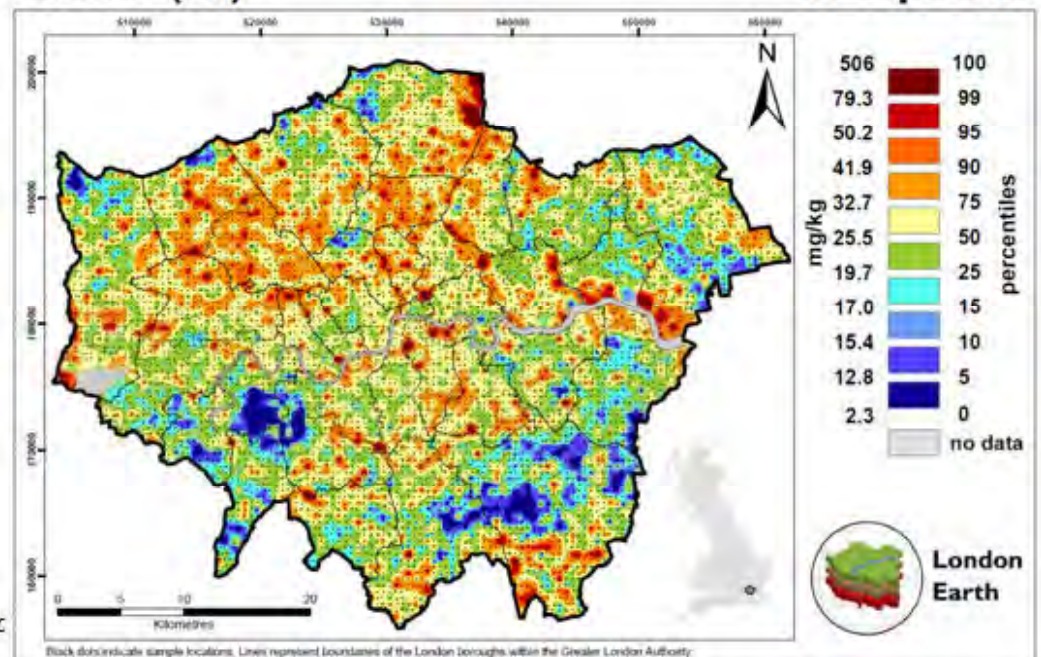 510000 520000 530000 540000 550000 560000
N
200000
190000
180000
170000
160000
506 100
79.3 99
50.2 95
41.9 90
32.7 75
25.5 50
19.7 25
17.0 15
15.4 10
12.8 5
2.3 0
mg/kg
percentiles
no data
London
Earth
0 5 10 20
Kilometres
Black dots indicate sample locations. Lines represent boundaries of the London boroughs within the Greater London Authority.